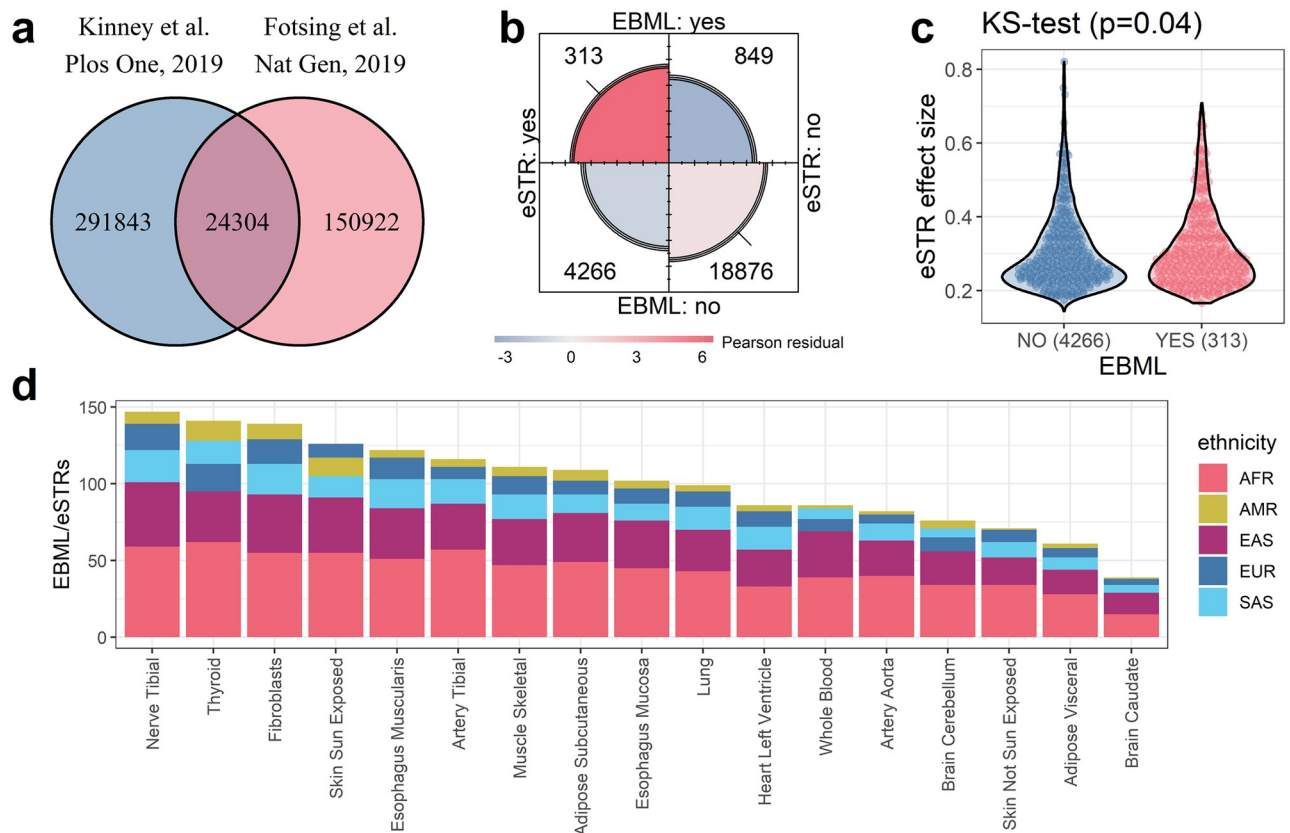 a
Kinney et al.
Plos One, 2019
Fotsing et al.
Nat Gen, 2019
291843
24304
150922
b
EBML: yes
313
849
eSTR: yes
eSTR: no
4266
18876
EBML: no
-3
0
3
6
Pearson residual
c
KS-test (p=0.04)
eSTR effect size
0.8
0.6
0.4
0.2
NO (4266)
YES (313)
EBML
d
EBML/eSTRs
150
100
50
0
Nerve Tibial
Thyroid
Fibroblasts
Skin Sun Exposed
Esophagus Muscularis
Artery Tibial
Muscle Skeletal
Adipose Subcutaneous
Esophagus Mucosa
Lung
Heart Left Ventricle
Whole Blood
Artery Aorta
Brain Cerebellum
Skin Not Sun Exposed
Adipose Visceral
Brain Caudate
ethnicity
AFR
AMR
EAS
EUR
SAS